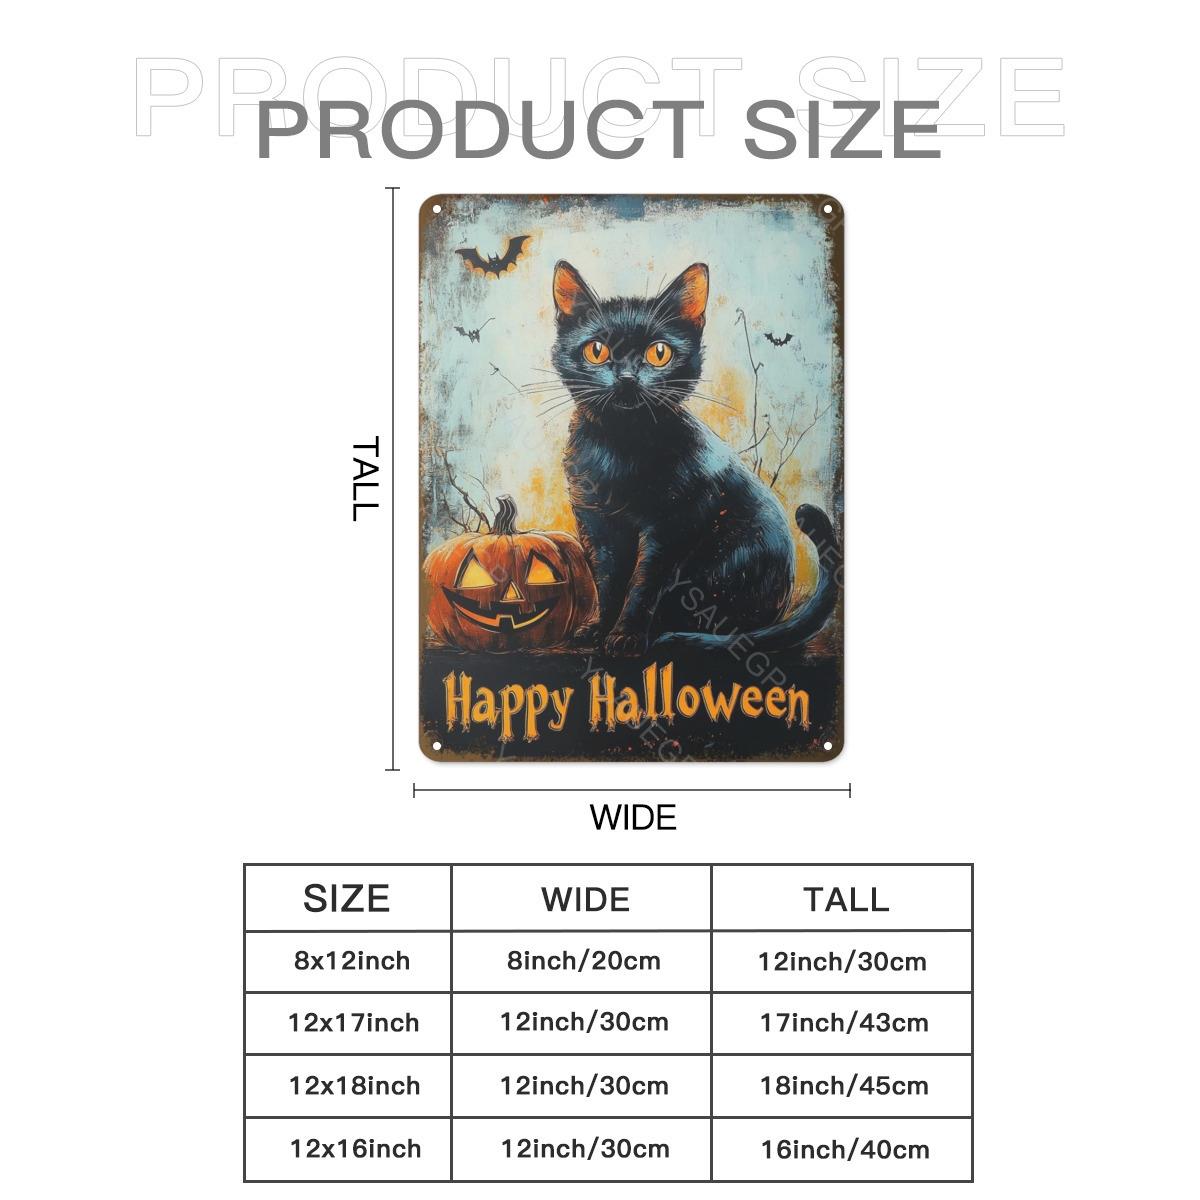 PRODUCT SIZE
PRODUCT SIZE
TALL
Happy Halloween
WIDE
SIZE WIDE TALL
8x12inch 8inch/20cm 12inch/30cm
12x17inch 12inch/30cm 17inch/43cm
12x18inch 12inch/30cm 18inch/45cm
12x16inch 12inch/30cm 16inch/40cm